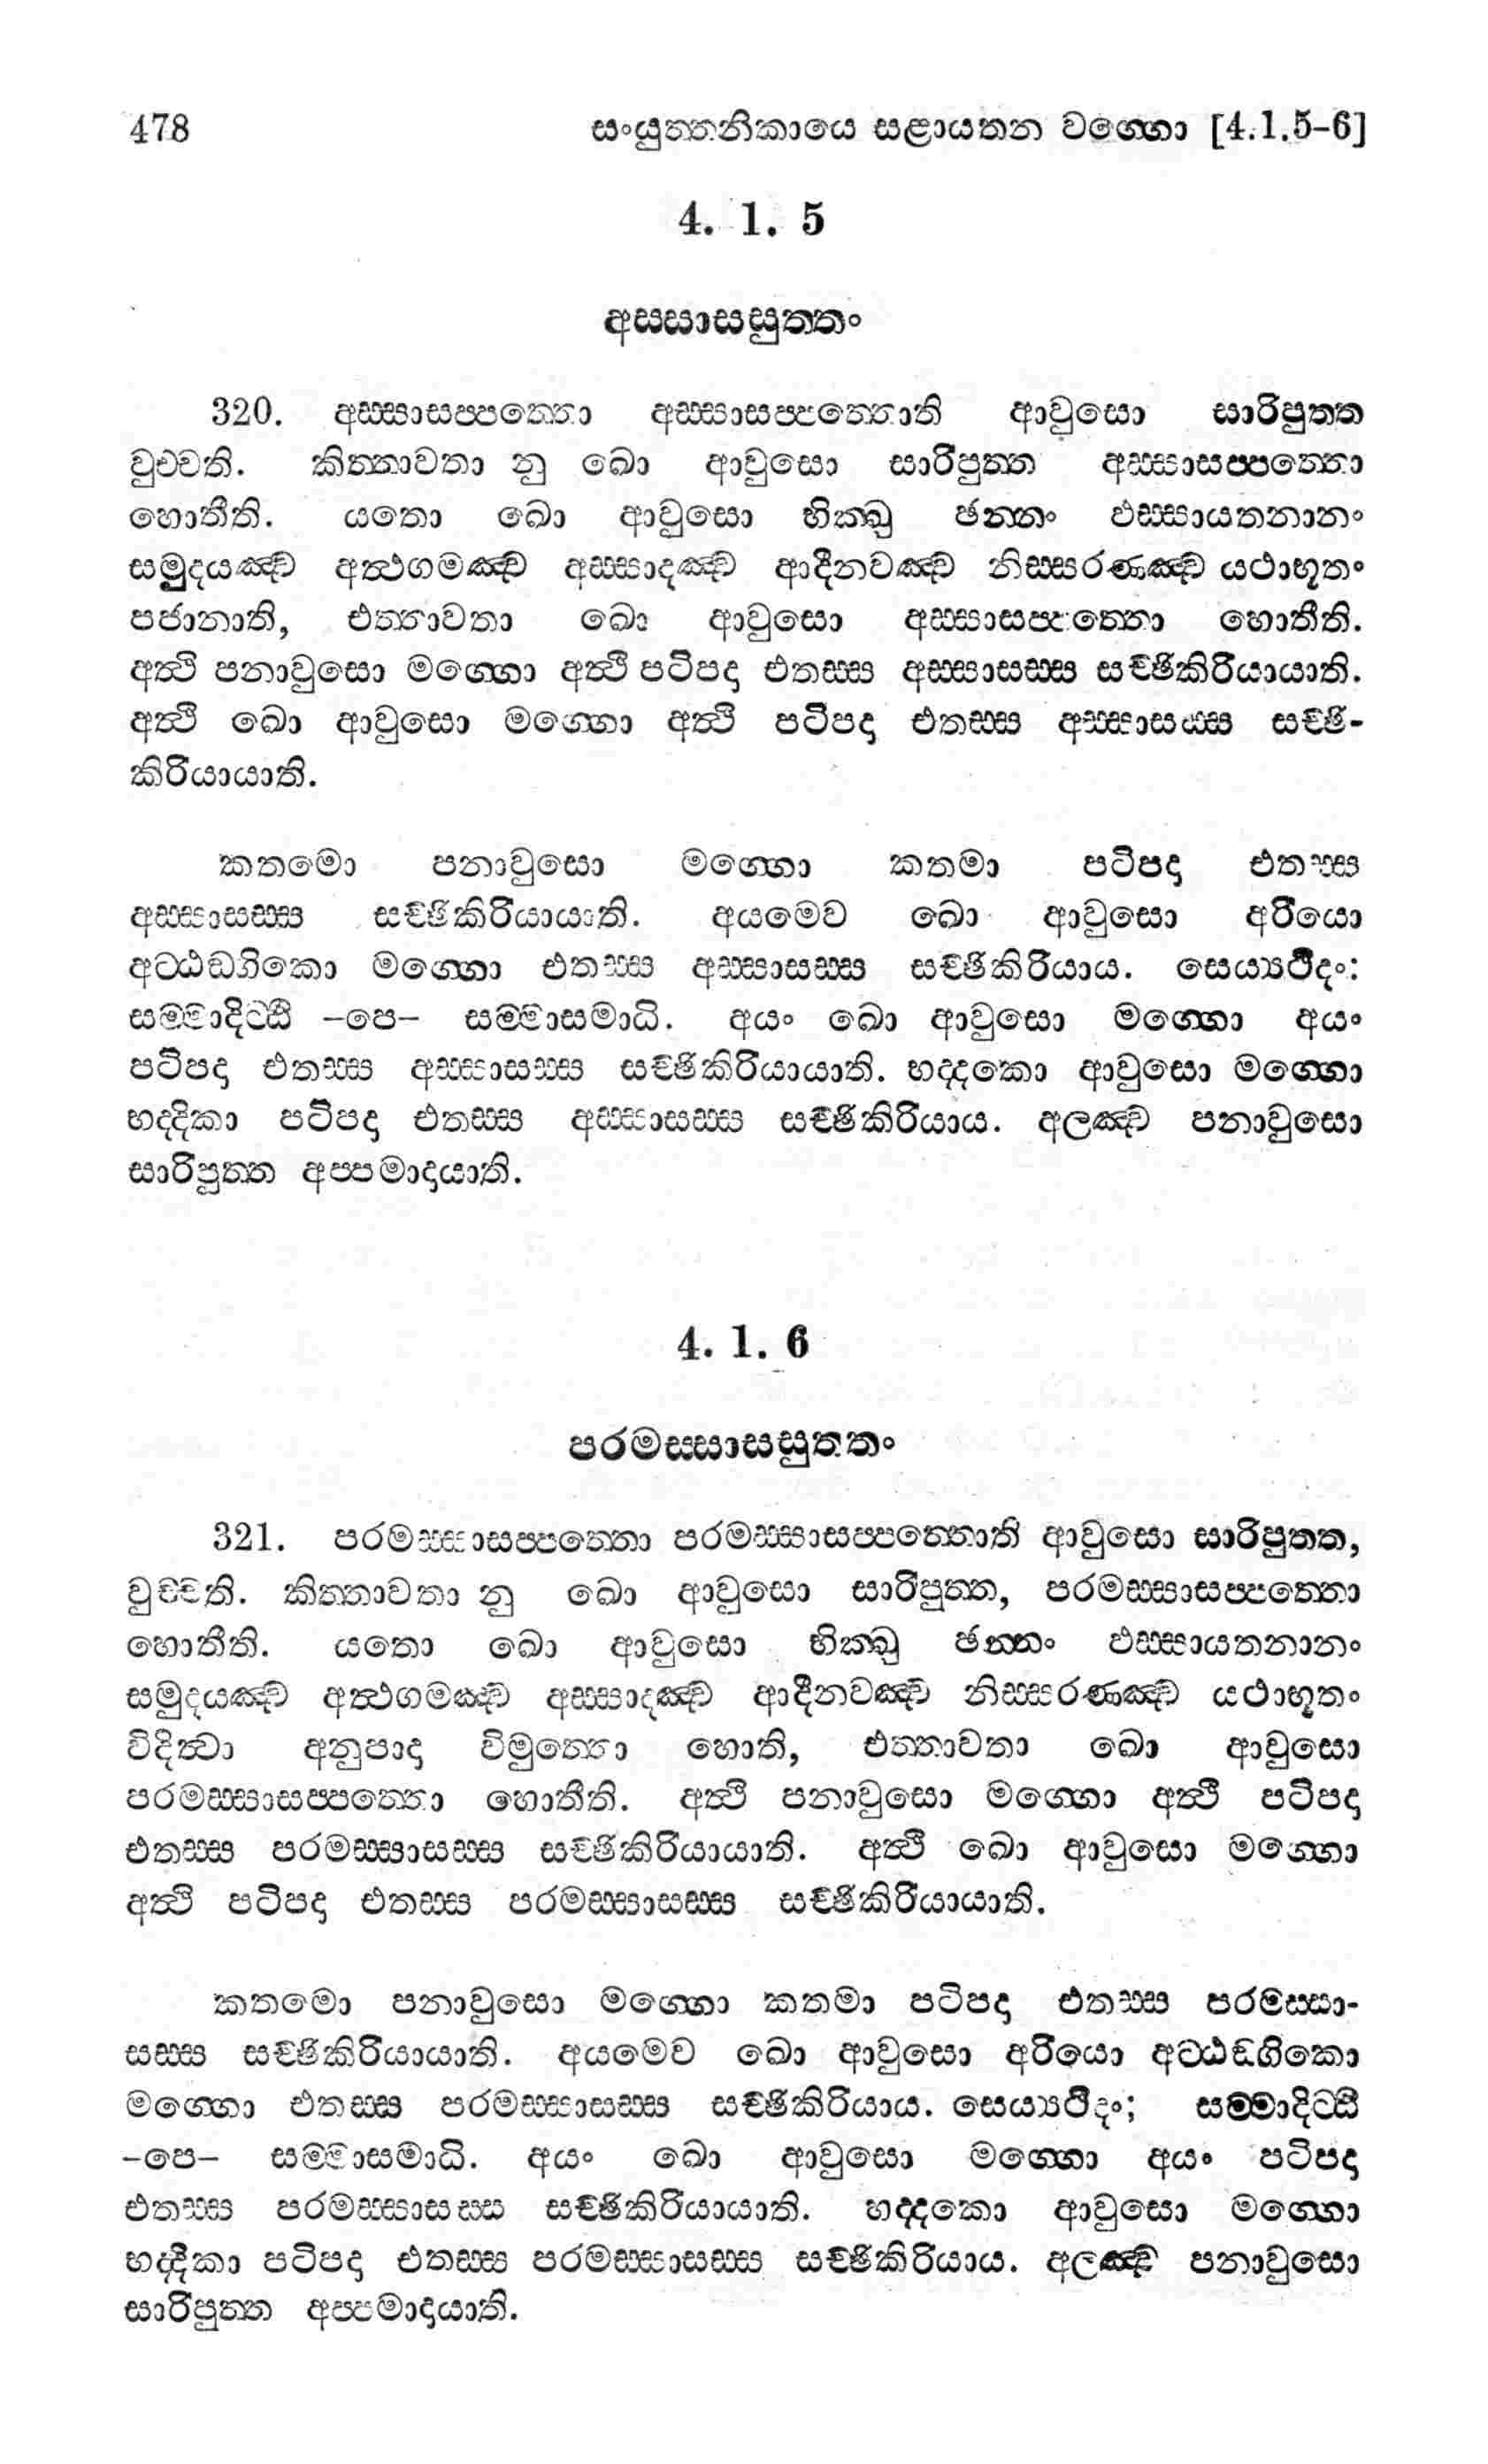 478 සංයුත්තනිකායෙ සළායතන වග්ගො [4.1.5-6]
4. 1. 5
අස්සාසසුත්තං
320. අස්සාසප්පත්තො අස්සාසප්පත්තොති ආවුසො සාරිපුත්ත
වුච්චති. කිත්තාවතා නු ඛො ආවුසො සාරිපුත්ත අස්සාසප්පත්තො
හොතීති. යතො ඛො ආවුසො භික්ඛු ඡන්නං ඵස්සායතනානං
සමුදයඤ්ච අත්ථගමඤ්ච අස්සාදඤ්ච ආදීනවඤ්ච නිස්සරණඤ්ච යථාභූතං
පජානාති, එත්තාවතා ඛො ආවුසො අස්සාසප්පත්තො හොතීති.
අත්ථි පනාවුසො මග්ගො අත්ථි පටිපදා එතස්ස අස්සාසස්ස සච්ඡිකිරියායාති.
අත්ථි ඛො ආවුසො මග්ගො අත්ථි පටිපදා එතස්ස අස්සාසස්ස සච්ඡි-
කිරියායාති.
කතමො පනාවුසො මග්ගො කතමා පටිපදා එතස්ස
අස්සාසස්ස සච්ඡිකිරියායාති. අයමෙව ඛො ආවුසො අරියො
අට්ඨඞ්ගිකො මග්ගො එතස්ස අස්සාසස්ස සච්ඡිකිරියාය. සෙය්යථිදං:
සම්මාදිට්ඨි -පෙ- සම්මාසමාධි. අයං ඛො ආවුසො මග්ගො අයං
පටිපදා එතස්ස අස්සාසස්ස සච්ඡිකිරියායාති. භද්දකො ආවුසො මග්ගො
භද්දිකා පටිපදා එතස්ස අස්සාසස්ස සච්ඡිකිරියාය. අලඤ්ච පනාවුසො
සාරිපුත්ත අප්පමාදායාති.
4. 1. 6
පරමස්සාසසුත්තං
321. පරමස්සාසප්පත්තො පරමස්සාසප්පත්තොති ආවුසො සාරිපුත්ත,
වුච්චති. කිත්තාවතා නු ඛො ආවුසො සාරිපුත්ත, පරමස්සාසප්පත්තො
හොතීති. යතො ඛො ආවුසො භික්ඛු ඡන්නං ඵස්සායතනානං
සමුදයඤ්ච අත්ථගමඤ්ච අස්සාදඤ්ච ආදීනවඤ්ච නිස්සරණඤ්ච යථාභූතං
විදිත්වා අනුපාදා විමුත්තො හොති, එත්තාවතා ඛො ආවුසො
පරමස්සාසප්පත්තො හොතීති. අත්ථි පනාවුසො මග්ගො අත්ථි පටිපදා
එතස්ස පරමස්සාසස්ස සච්ඡිකිරියායාති. අත්ථි ඛො ආවුසො මග්ගො
අත්ථි පටිපදා එතස්ස පරමස්සාසස්ස සච්ඡිකිරියායාති.
කතමො පනාවුසො මග්ගො කතමා පටිපදා එතස්ස පරමස්සා-
සස්ස සච්ඡිකිරියායාති. අයමෙව ඛො ආවුසො අරියො අට්ඨඞ්ගිකො
මග්ගො එතස්ස පරමස්සාසස්ස සච්ඡිකිරියාය. සෙය්යථිදං; සම්මාදිට්ඨි
-පෙ- සම්මාසමාධි. අයං ඛො ආවුසො මග්ගො අයං පටිපදා
එතස්ස පරමස්සාසස්ස සච්ඡිකිරියායාති. භද්දකො ආවුසො මග්ගො
භද්දිකා පටිපදා එතස්ස පරමස්සාසස්ස සච්ඡිකිරියාය. අලඤ්ච පනාවුසො
සාරිපුත්ත අප්පමාදායාති.